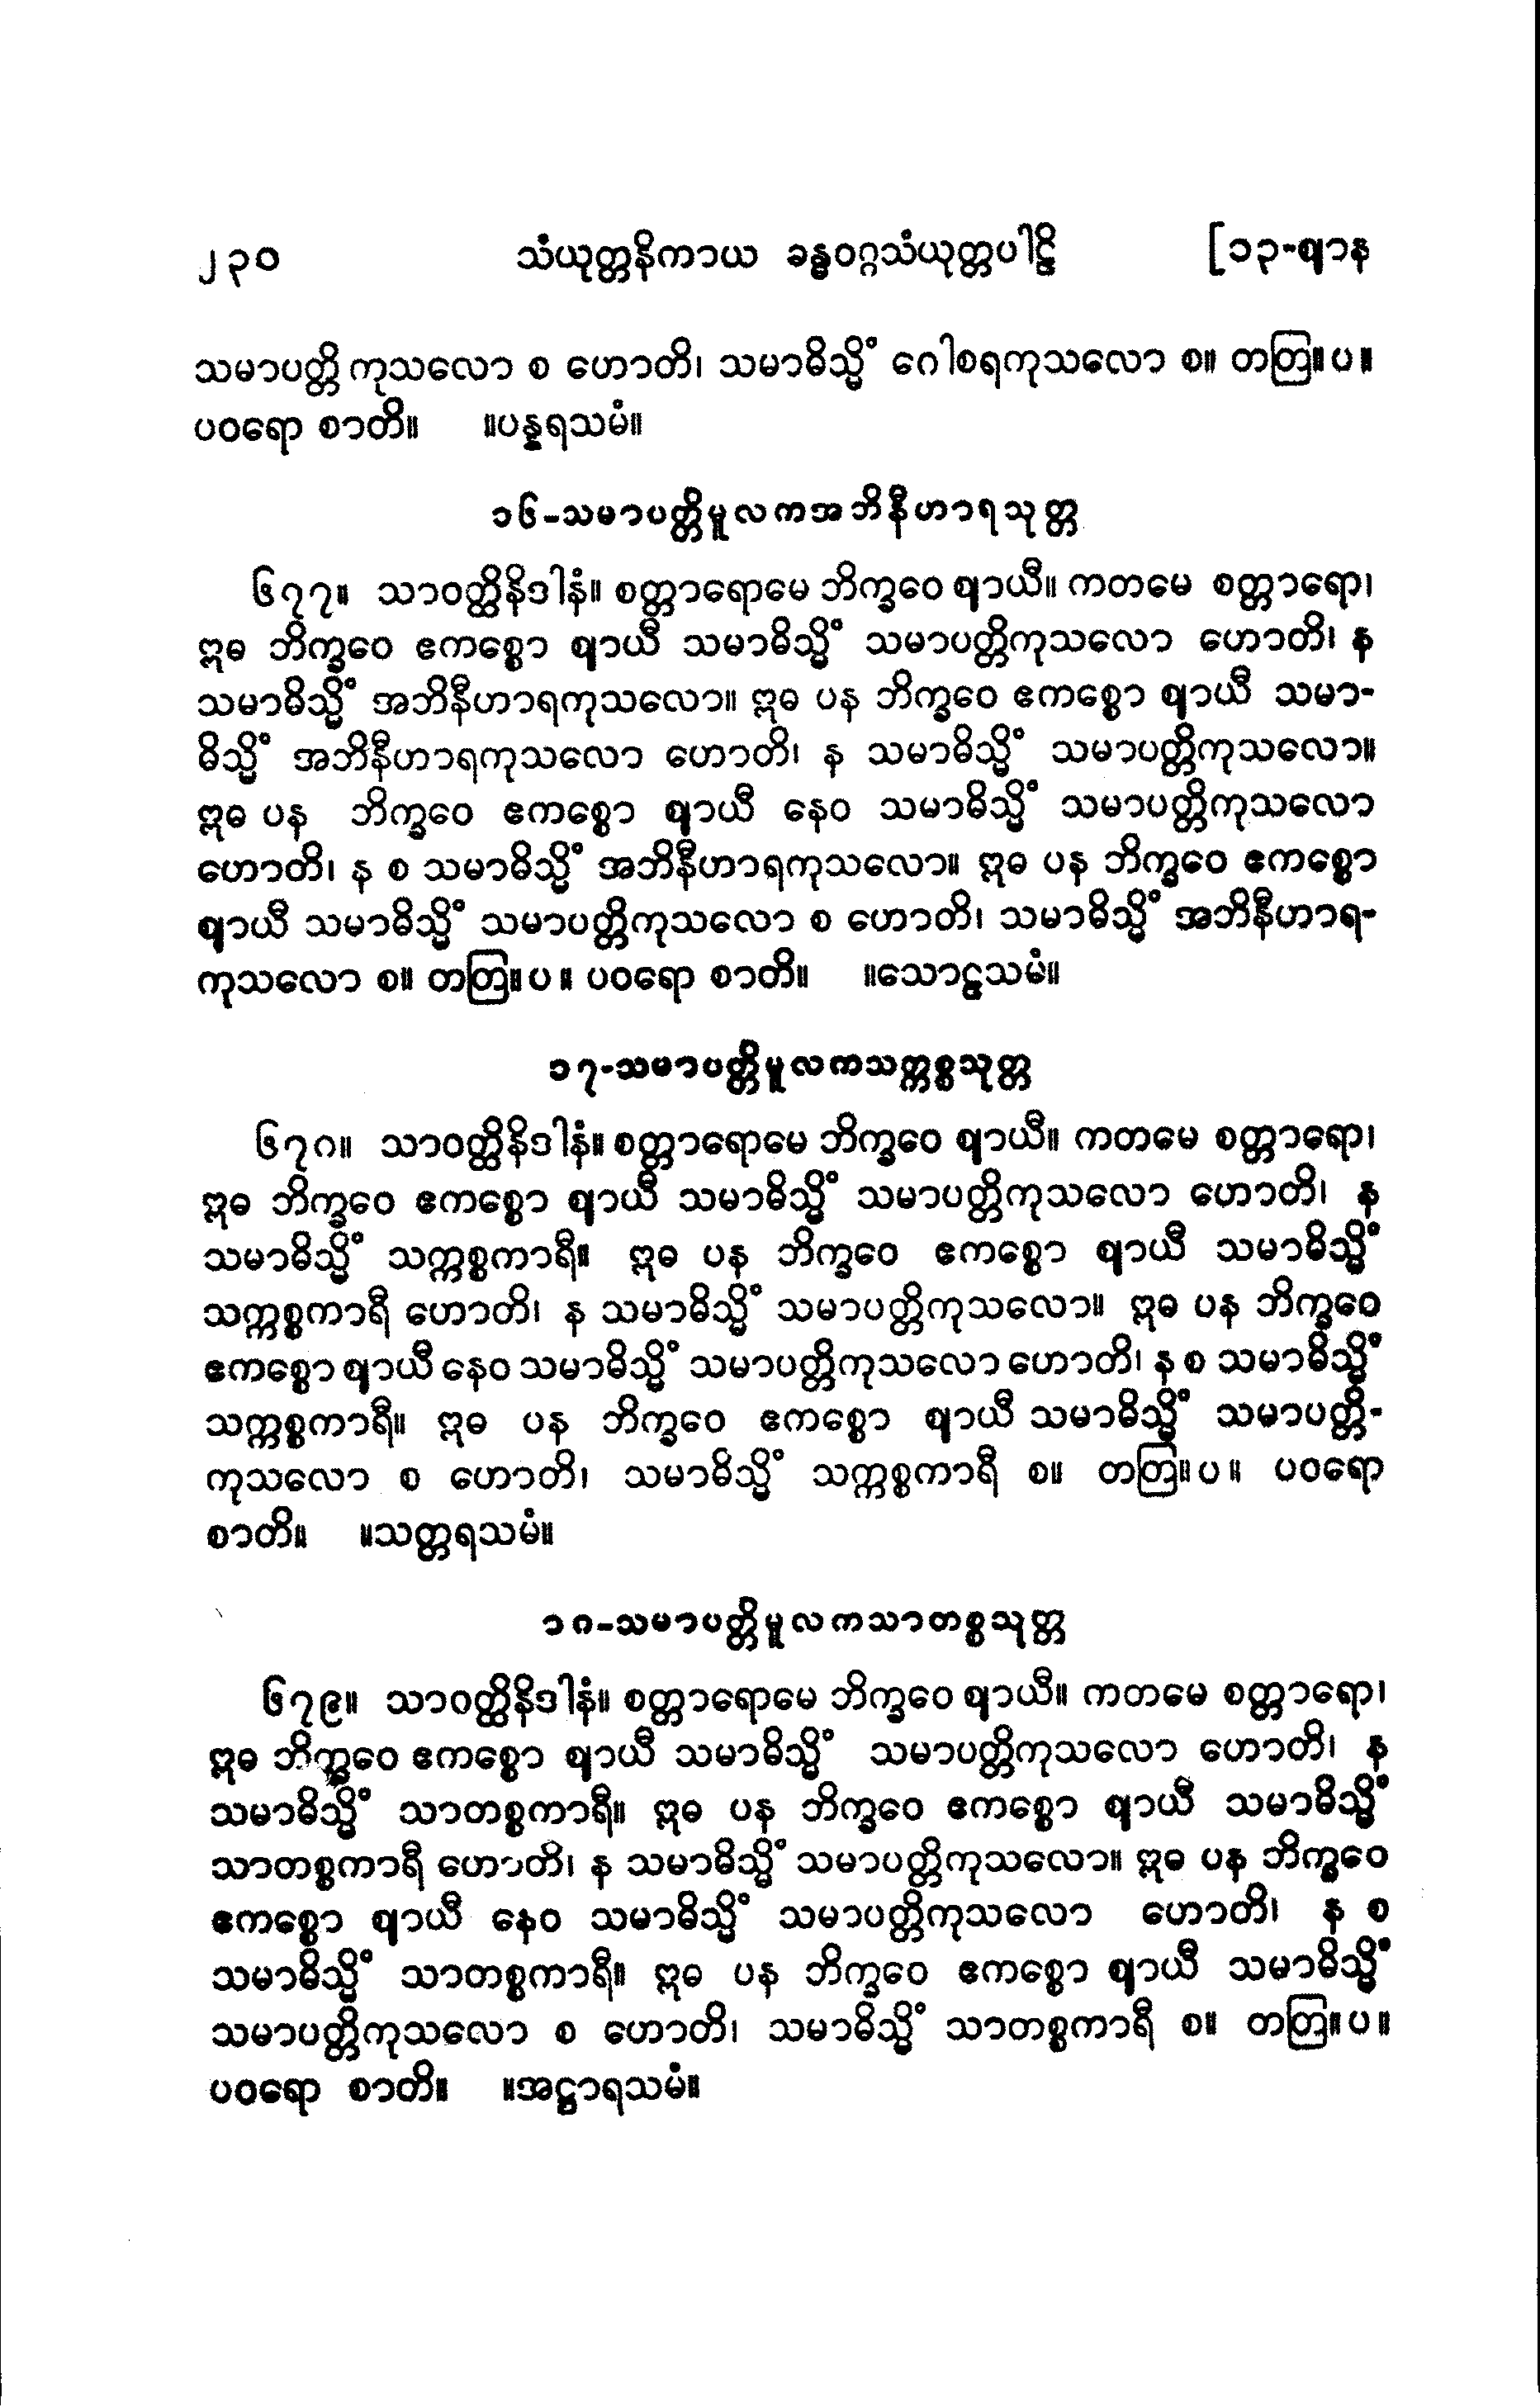 ၂၃၀ သံယုတ္တနိကာယ ခန္ဓဝဂ္ဂသံယုတ္တပါဠိ [၁၃-ဈာန
သမာပတ္တိ ကုသလော စ ဟောတိ၊ သမာဓိသ္မိံ ဂေါစရကုသလော စ။ တတြ။ပ။
ပဝရော စာတိ။ ။ပန္နရသမံ။
၁၆-သမာပတ္တိမူလကအဘိနီဟာရသုတ္တ
၆၇၇။ သာဝတ္ထိနိဒါနံ။ စတ္တာရောမေ ဘိက္ခဝေ ဈာယီ။ ကတမေ စတ္တာရော၊
ဣဓ ဘိက္ခဝေ ဧကစ္စော ဈာယီ သမာဓိသ္မိံ သမာပတ္တိကုသလော ဟောတိ၊ န
သမာဓိသ္မိံ အဘိနီဟာရကုသလော။ ဣဓ ပန ဘိက္ခဝေ ဧကစ္စော ဈာယီ သမာ-
ဓိသ္မိံ အဘိနီဟာရကုသလော ဟောတိ၊ န သမာဓိသ္မိံ သမာပတ္တိကုသလော။
ဣဓ ပန ဘိက္ခဝေ ဧကစ္စော ဈာယီ နေဝ သမာဓိသ္မိံ သမာပတ္တိကုသလော
ဟောတိ၊ န စ သမာဓိသ္မိံ အဘိနီဟာရကုသလော။ ဣဓ ပန ဘိက္ခဝေ ဧကစ္စော
ဈာယီ သမာဓိသ္မိံ သမာပတ္တိကုသလော စ ဟောတိ၊ သမာဓိသ္မိံ အဘိနီဟာရ-
ကုသလော စ။ တတြ။ပ။ ပဝရော စာတိ။ ။သောဠသမံ။
၁၇-သမာပတ္တိမူလကသက္ကစ္စသုတ္တ
၆၇၈။ သာဝတ္ထိနိဒါနံ။ စတ္တာရောမေ ဘိက္ခဝေ ဈာယီ။ ကတမေ စတ္တာရော၊
ဣဓ ဘိက္ခဝေ ဧကစ္စော ဈာယီ သမာဓိသ္မိံ သမာပတ္တိကုသလော ဟောတိ၊ န
သမာဓိသ္မိံ သက္ကစ္စကာရီ။ ဣဓ ပန ဘိက္ခဝေ ဧကစ္စော ဈာယီ သမာဓိသ္မိံ
သက္ကစ္စကာရီ ဟောတိ၊ န သမာဓိသ္မိံ သမာပတ္တိကုသလော။ ဣဓ ပန ဘိက္ခဝေ
ဧကစ္စော ဈာယီ နေဝ သမာဓိသ္မိံ သမာပတ္တိကုသလော ဟောတိ၊ န စ သမာဓိသ္မိံ
သက္ကစ္စကာရီ။ ဣဓ ပန ဘိက္ခဝေ ဧကစ္စော ဈာယီ သမာဓိသ္မိံ သမာပတ္တိ-
ကုသလော စ ဟောတိ၊ သမာဓိသ္မိံ သက္ကစ္စကာရီ စ။ တတြ။ပ။ ပဝရော
စာတိ။ ။သတ္တရသမံ။
၁၈-သမာပတ္တိမူလကသာတစ္စသုတ္တ
၆၇၉။ သာဝတ္ထိနိဒါနံ။ စတ္တာရောမေ ဘိက္ခဝေ ဈာယီ။ ကတမေ စတ္တာရော၊
ဣဓ ဘိက္ခဝေ ဧကစ္စော ဈာယီ သမာဓိသ္မိံ သမာပတ္တိကုသလော ဟောတိ၊ န
သမာဓိသ္မိံ သာတစ္စကာရီ။ ဣဓ ပန ဘိက္ခဝေ ဧကစ္စော ဈာယီ သမာဓိသ္မိံ
သာတစ္စကာရီ ဟောတိ၊ န သမာဓိသ္မိံ သမာပတ္တိကုသလော။ ဣဓ ပန ဘိက္ခဝေ
ဧကစ္စော ဈာယီ နေဝ သမာဓိသ္မိံ သမာပတ္တိကုသလော ဟောတိ၊ န စ
သမာဓိသ္မိံ သာတစ္စကာရီ။ ဣဓ ပန ဘိက္ခဝေ ဧကစ္စော ဈာယီ သမာဓိသ္မိံ
သမာပတ္တိကုသလော စ ဟောတိ၊ သမာဓိသ္မိံ သာတစ္စကာရီ စ။ တတြ။ပ။
ပဝရော စာတိ။ ။အဋ္ဌာရသမံ။